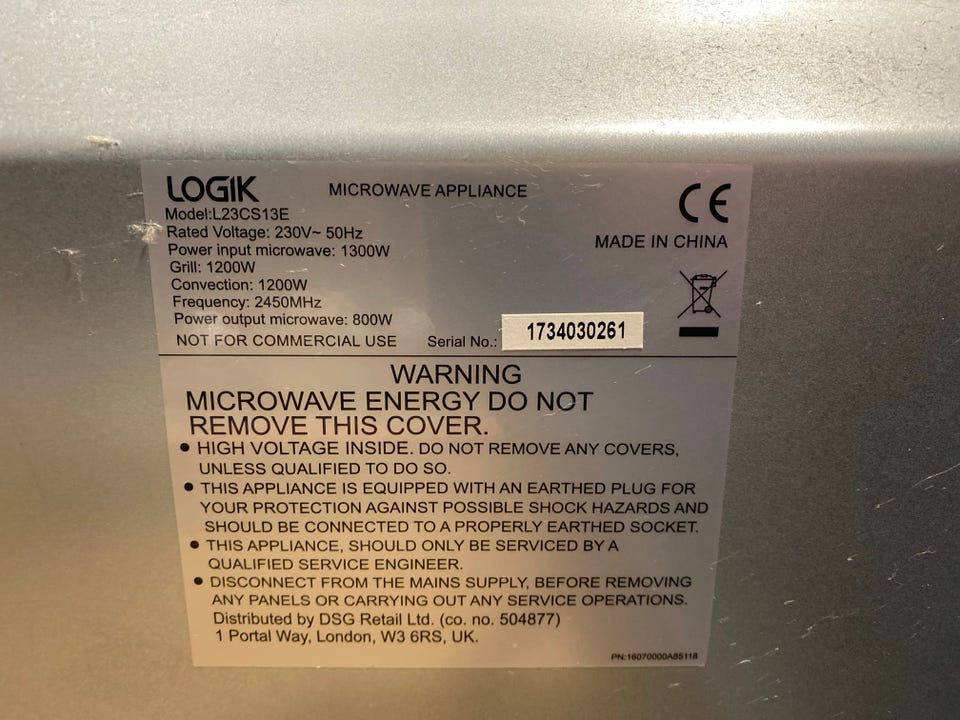 LOGIK
MICROWAVE APPLIANCE
CE
Model:L23CS13E
Rated Voltage: 230V~ 50Hz
MADE IN CHINA
Power input microwave: 1300W
Grill: 1200W
Convection: 1200W
Frequency: 2450MHz
Power output microwave: 800W
NOT FOR COMMERCIAL USE
Serial No.: 1734030261
WARNING
MICROWAVE ENERGY DO NOT
REMOVE THIS COVER.
• HIGH VOLTAGE INSIDE. DO NOT REMOVE ANY COVERS,
UNLESS QUALIFIED TO DO SO.
• THIS APPLIANCE IS EQUIPPED WITH AN EARTHED PLUG FOR
YOUR PROTECTION AGAINST POSSIBLE SHOCK HAZARDS AND
SHOULD BE CONNECTED TO A PROPERLY EARTHED SOCKET.
• THIS APPLIANCE, SHOULD ONLY BE SERVICED BY A
QUALIFIED SERVICE ENGINEER.
• DISCONNECT FROM THE MAINS SUPPLY, BEFORE REMOVING
ANY PANELS OR CARRYING OUT ANY SERVICE OPERATIONS.
Distributed by DSG Retail Ltd. (co. no. 504877)
1 Portal Way, London, W3 6RS, UK.
PN:16070000A85118